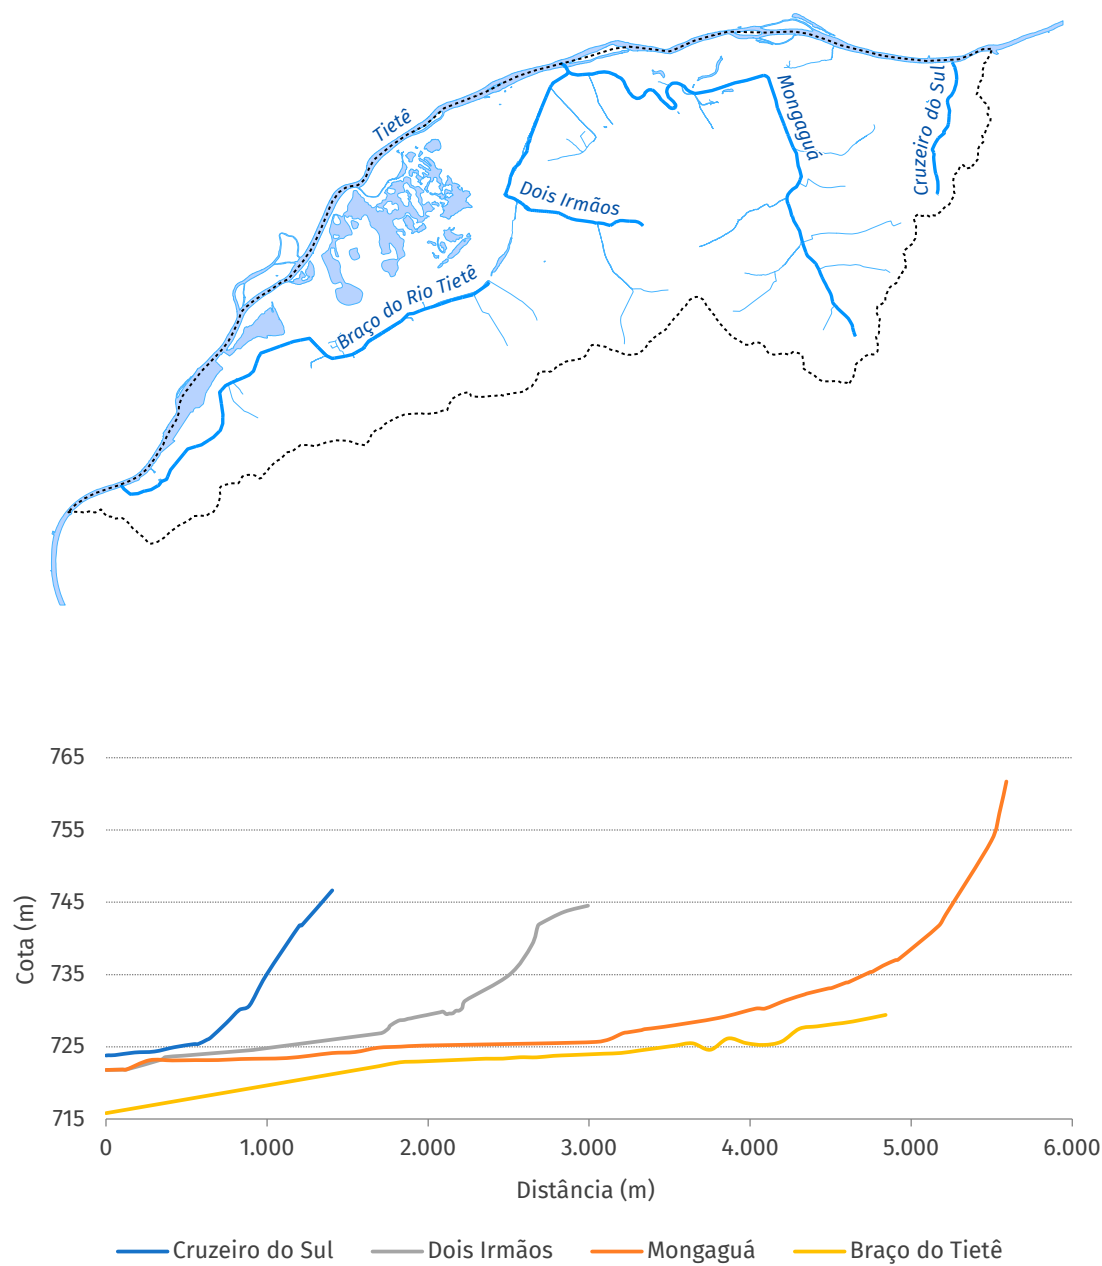 Tietê
Mongaguá
Cruzeiro do Sul
Dois Irmãos
Braço do Rio Tietê
765
755
745
735
725
715
Cota (m)
0
1.000
2.000
3.000
4.000
5.000
6.000
Distância (m)
Cruzeiro do Sul
Dois Irmãos
Mongaguá
Braço do Tietê